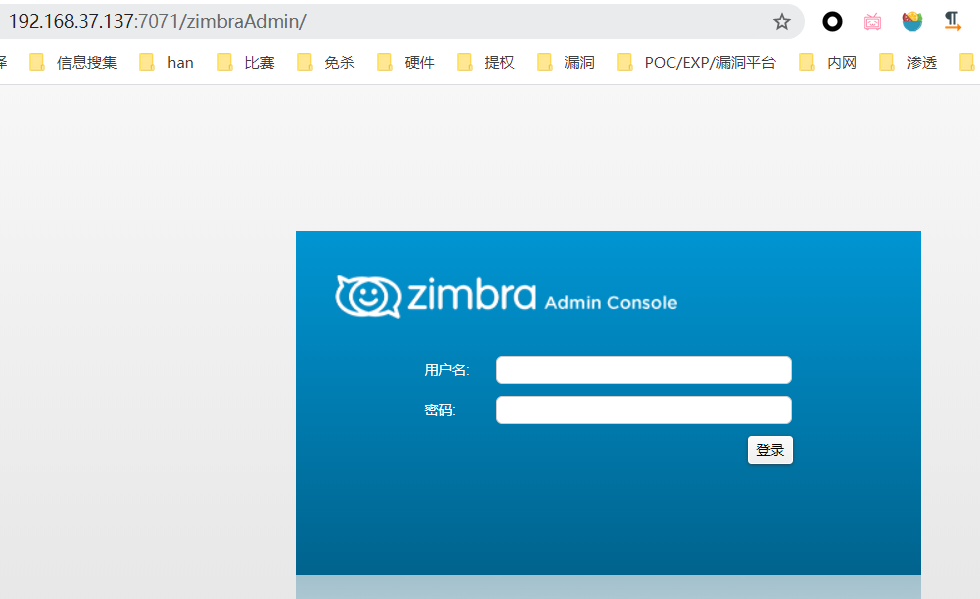 192.168.37.137:7071/zimbraAdmin/
信息搜集 han 比赛 免杀 硬件 提权 漏洞 POC/EXP/漏洞平台 内网 渗透
zimbra Admin Console
用户名:
密码:
登录